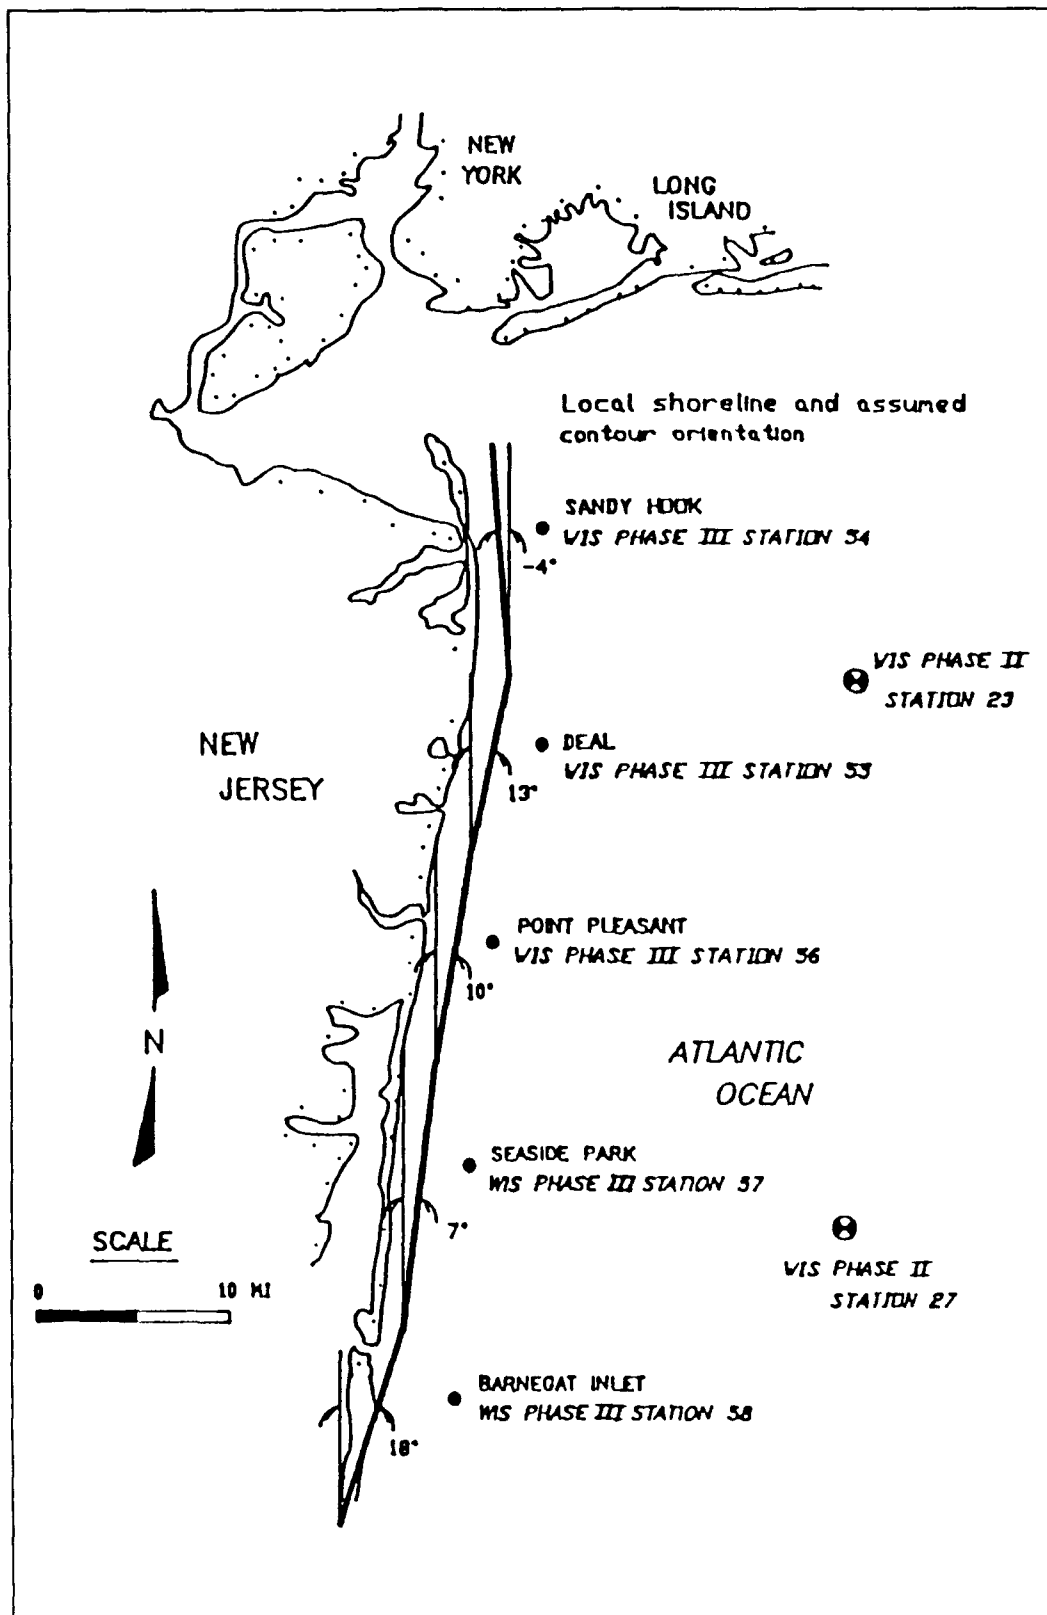 NEW
YORK
LONG
ISLAND
Local shoreline and assumed
contour orientation
SANDY HOOK
WIS PHASE III STATION 54
-4°
WIS PHASE II
STATION 23
DEAL
WIS PHASE III STATION 55
13°
NEW
JERSEY
POINT PLEASANT
WIS PHASE III STATION 56
10°
N
ATLANTIC
OCEAN
SEASIDE PARK
WIS PHASE III STATION 57
7°
SCALE
0 10 MI
WIS PHASE II
STATION 27
BARNEGAT INLET
WIS PHASE III STATION 58
18°